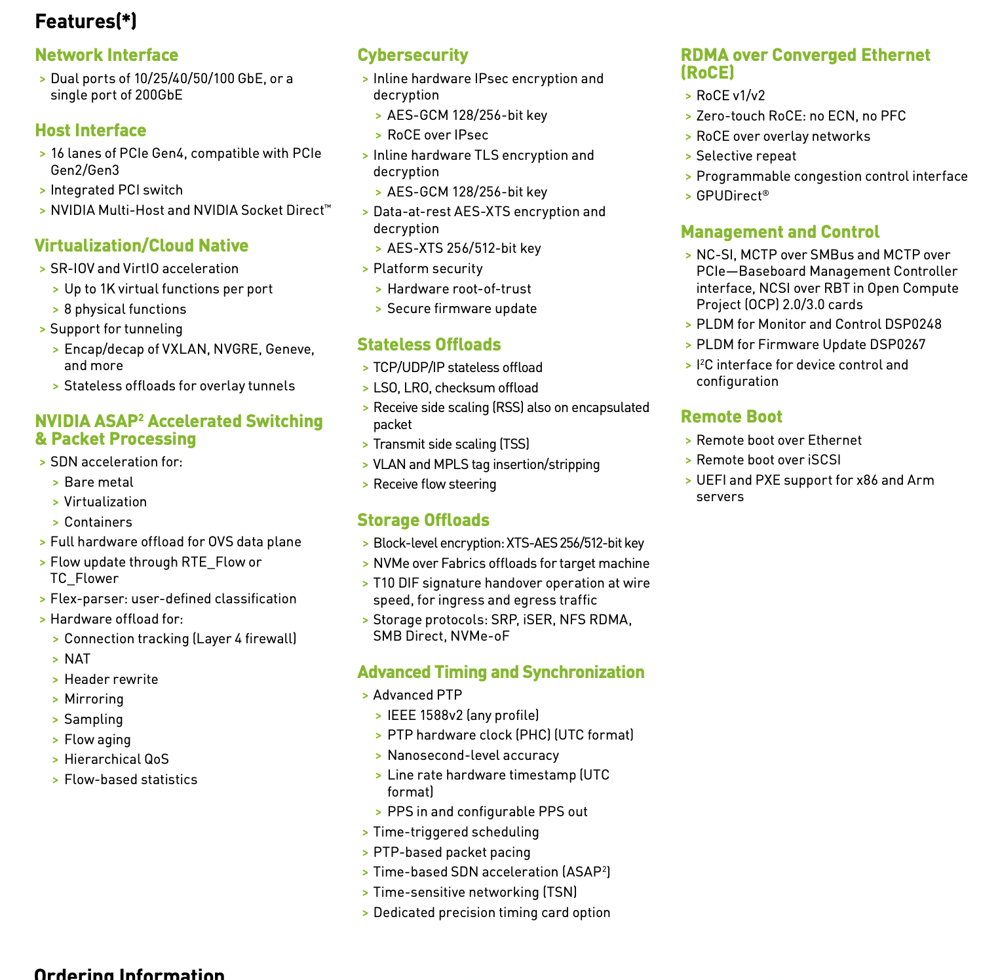 Features(*)
Network Interface
> Dual ports of 10/25/40/50/100 GbE, or a
single port of 200GbE
Host Interface
> 16 lanes of PCIe Gen4, compatible with PCIe
Gen2/Gen3
> Integrated PCI switch
> NVIDIA Multi-Host and NVIDIA Socket Direct™
Virtualization/Cloud Native
> SR-IOV and VirtIO acceleration
> Up to 1K virtual functions per port
> 8 physical functions
> Support for tunneling
> Encap/decap of VXLAN, NVGRE, Geneve,
and more
> Stateless offloads for overlay tunnels
NVIDIA ASAP² Accelerated Switching
& Packet Processing
> SDN acceleration for:
> Bare metal
> Virtualization
> Containers
> Full hardware offload for OVS data plane
> Flow update through RTE_Flow or
TC_Flower
> Flex-parser: user-defined classification
> Hardware offload for:
> Connection tracking (Layer 4 firewall)
> NAT
> Header rewrite
> Mirroring
> Sampling
> Flow aging
> Hierarchical QoS
> Flow-based statistics
Cybersecurity
> Inline hardware IPsec encryption and
decryption
> AES-GCM 128/256-bit key
> RoCE over IPsec
> Inline hardware TLS encryption and
decryption
> AES-GCM 128/256-bit key
> Data-at-rest AES-XTS encryption and
decryption
> AES-XTS 256/512-bit key
> Platform security
> Hardware root-of-trust
> Secure firmware update
Stateless Offloads
> TCP/UDP/IP stateless offload
> LSO, LRO, checksum offload
> Receive side scaling (RSS) also on encapsulated
packet
> Transmit side scaling (TSS)
> VLAN and MPLS tag insertion/stripping
> Receive flow steering
Storage Offloads
> Block-level encryption: XTS-AES 256/512-bit key
> NVMe over Fabrics offloads for target machine
> T10 DIF signature handover operation at wire
speed, for ingress and egress traffic
> Storage protocols: SRP, iSER, NFS RDMA,
SMB Direct, NVMe-oF
Advanced Timing and Synchronization
> Advanced PTP
> IEEE 1588v2 (any profile)
> PTP hardware clock (PHC) (UTC format)
> Nanosecond-level accuracy
> Line rate hardware timestamp (UTC
format)
> PPS in and configurable PPS out
> Time-triggered scheduling
> PTP-based packet pacing
> Time-based SDN acceleration (ASAP²)
> Time-sensitive networking (TSN)
> Dedicated precision timing card option
RDMA over Converged Ethernet
(RoCE)
> RoCE v1/v2
> Zero-touch RoCE: no ECN, no PFC
> RoCE over overlay networks
> Selective repeat
> Programmable congestion control interface
> GPUDirect®
Management and Control
> NC-SI, MCTP over SMBus and MCTP over
PCIe—Baseboard Management Controller
interface, NCSI over RBT in Open Compute
Project (OCP) 2.0/3.0 cards
> PLDM for Monitor and Control DSP0248
> PLDM for Firmware Update DSP0267
> I²C interface for device control and
configuration
Remote Boot
> Remote boot over Ethernet
> Remote boot over iSCSI
> UEFI and PXE support for x86 and Arm
servers
Ordering Information